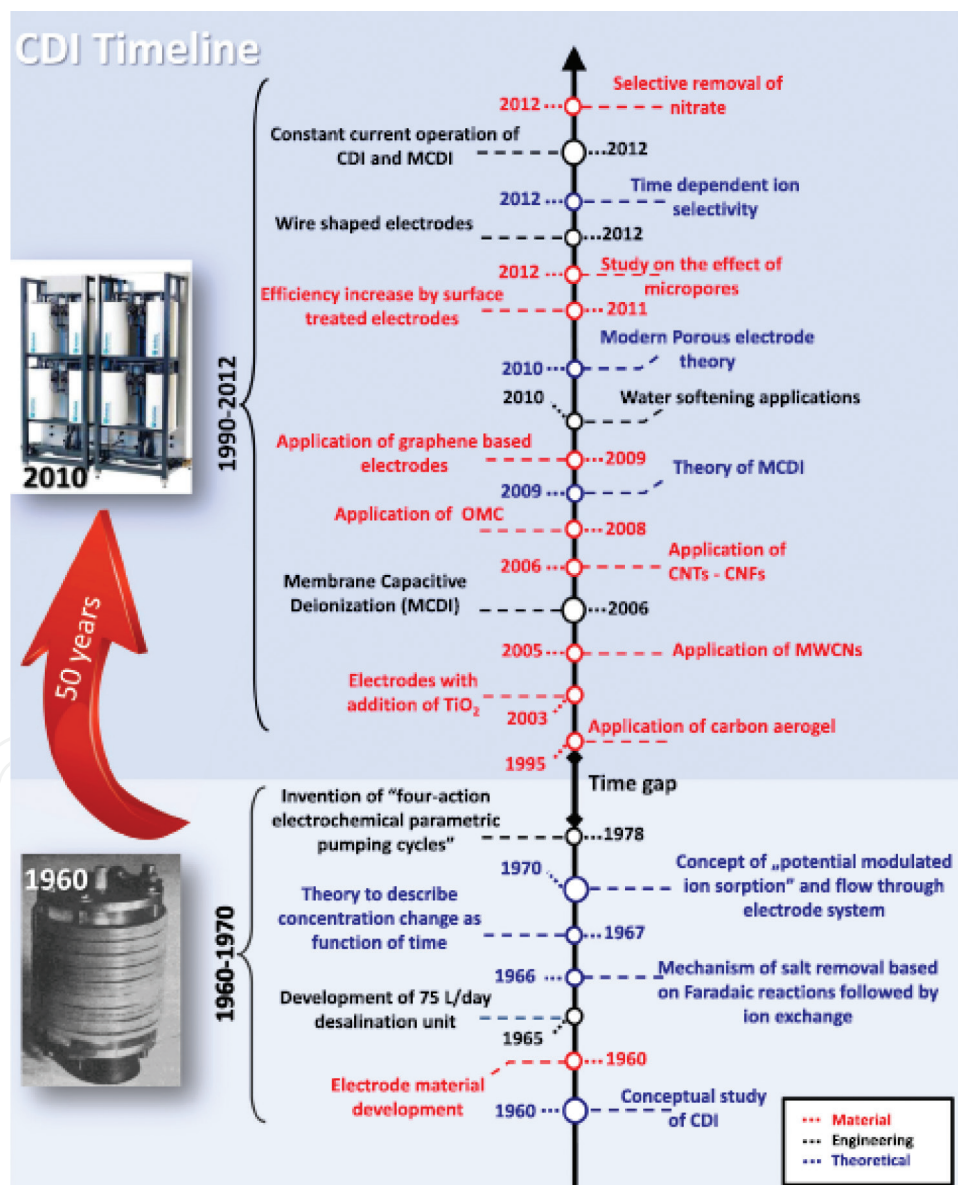 CDI Timeline
2012
Selective removal of
nitrate
Constant current operation of
CDI and MCDI
2012
2012
Time dependent ion
selectivity
Wire shaped electrodes
2012
2012
Study on the effect of
micropores
Efficiency increase by surface
treated electrodes
2011
Modern Porous electrode
theory
2010
2010
Water softening applications
Application of graphene based
electrodes
2009
2009
Theory of MCDI
Application of OMC
2008
2006
Application of
CNTs - CNFs
Membrane Capacitive
Deionization (MCDI)
2006
2005
Application of MWCNs
Electrodes with
addition of TiO₂
2003
Application of carbon aerogel
1995
Time gap
1990-2012
2010
50 years
1960
1960-1970
Invention of “four-action
electrochemical parametric
pumping cycles”
1978
1970
Concept of „potential modulated
ion sorption” and flow through
electrode system
Theory to describe
concentration change as
function of time
1967
1966
Mechanism of salt removal based
on Faradaic reactions followed by
ion exchange
Development of 75 L/day
desalination unit
1965
1960
Electrode material
development
1960
Conceptual study
of CDI
Material
Engineering
Theoretical